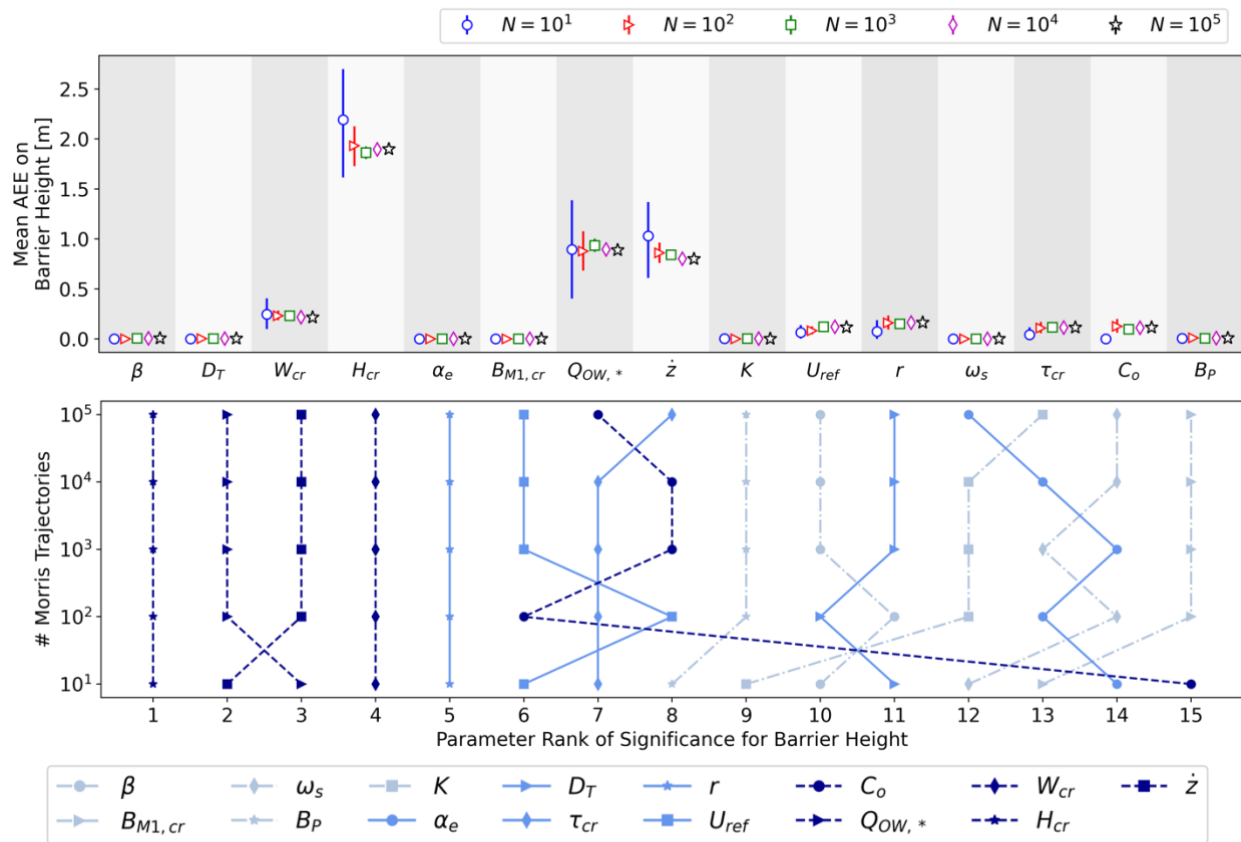 N = 10¹ N = 10² N = 10³ N = 10⁴ N = 10⁵
Mean AEE on
Barrier Height [m]
2.5
2.0
1.5
1.0
0.5
0.0
β D_T W_cr H_cr α_e B_M1,cr Q_OW,* ż K U_ref r ω_s τ_cr C_o B_P
# Morris Trajectories
10⁵
10⁴
10³
10²
10¹
1 2 3 4 5 6 7 8 9 10 11 12 13 14 15
Parameter Rank of Significance for Barrier Height
β ω_s K D_T r C_o W_cr ż
B_M1,cr B_P α_e τ_cr U_ref Q_OW,* H_cr